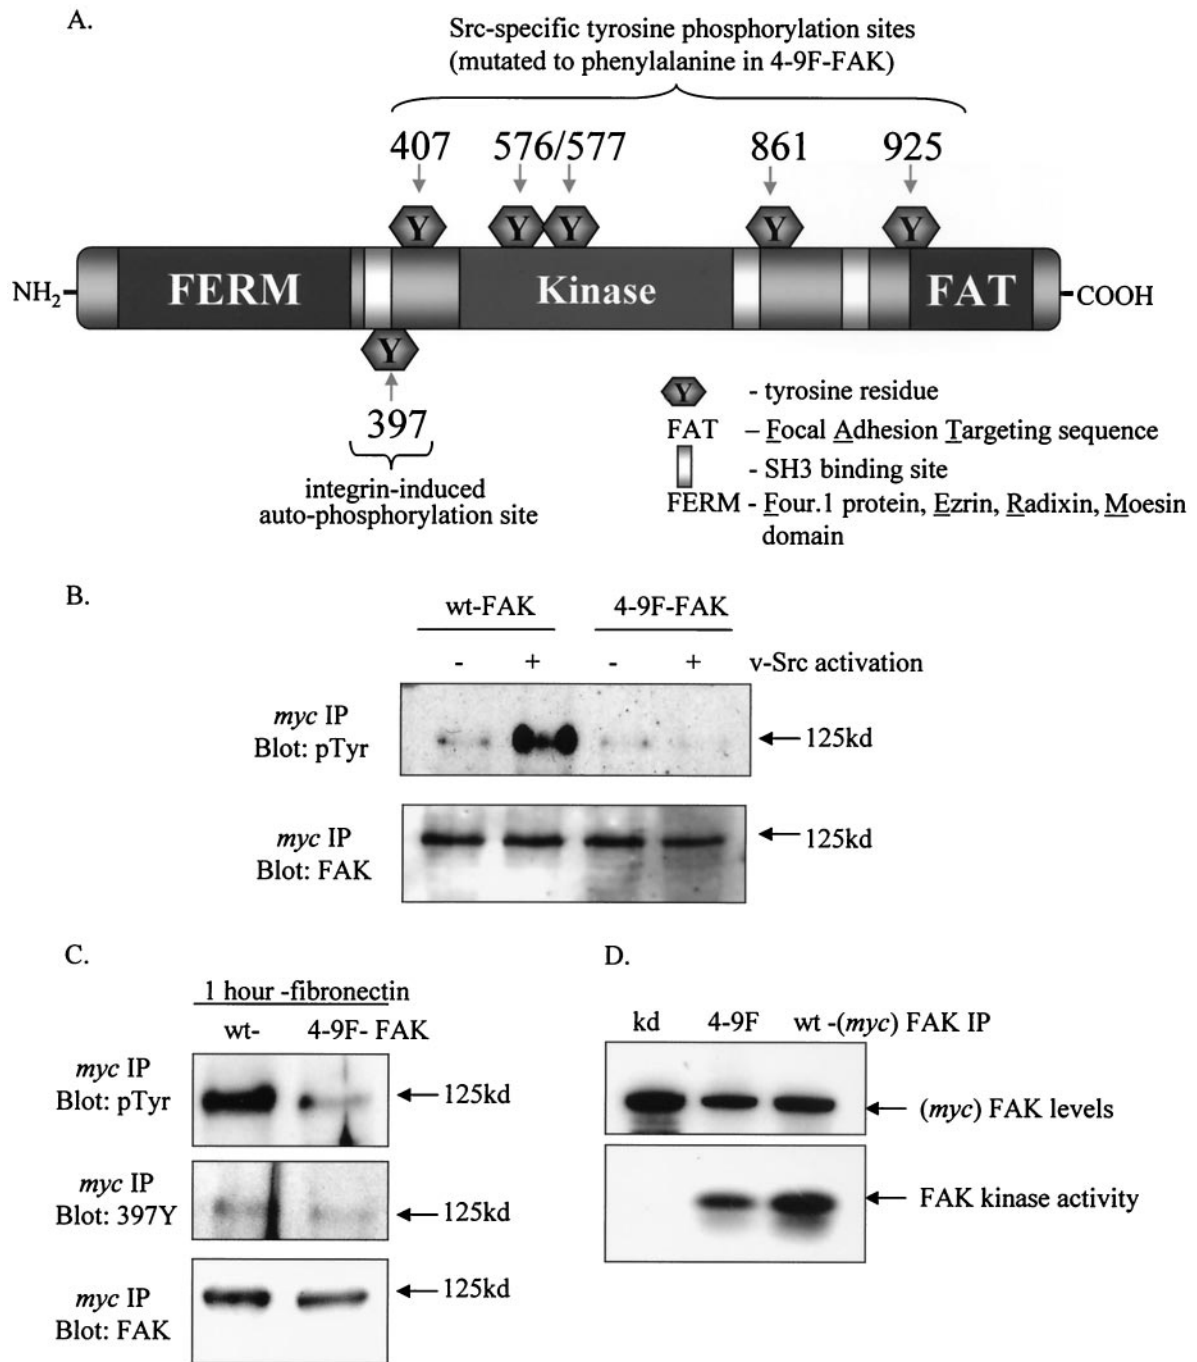 A.
Src-specific tyrosine phosphorylation sites
(mutated to phenylalanine in 4-9F-FAK)
407 576/577 861 925
Y Y Y Y Y
NH2 FERM Kinase FAT COOH
Y
397
integrin-induced
auto-phosphorylation site
Y - tyrosine residue
FAT – Focal Adhesion Targeting sequence
- SH3 binding site
FERM - Four.1 protein, Ezrin, Radixin, Moesin
domain
B.
wt-FAK 4-9F-FAK
- + - + v-Src activation
myc IP
Blot: pTyr
125kd
myc IP
Blot: FAK
125kd
C.
1 hour -fibronectin
wt- 4-9F- FAK
myc IP
Blot: pTyr
125kd
myc IP
Blot: 397Y
125kd
myc IP
Blot: FAK
125kd
D.
kd 4-9F wt -(myc) FAK IP
(myc) FAK levels
FAK kinase activity